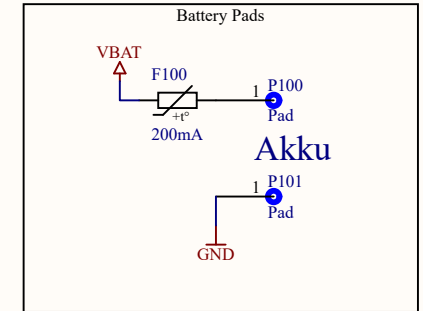 Battery Pads
VBAT
F100
+t°
200mA
1 P100
Pad
Akku
1 P101
Pad
GND